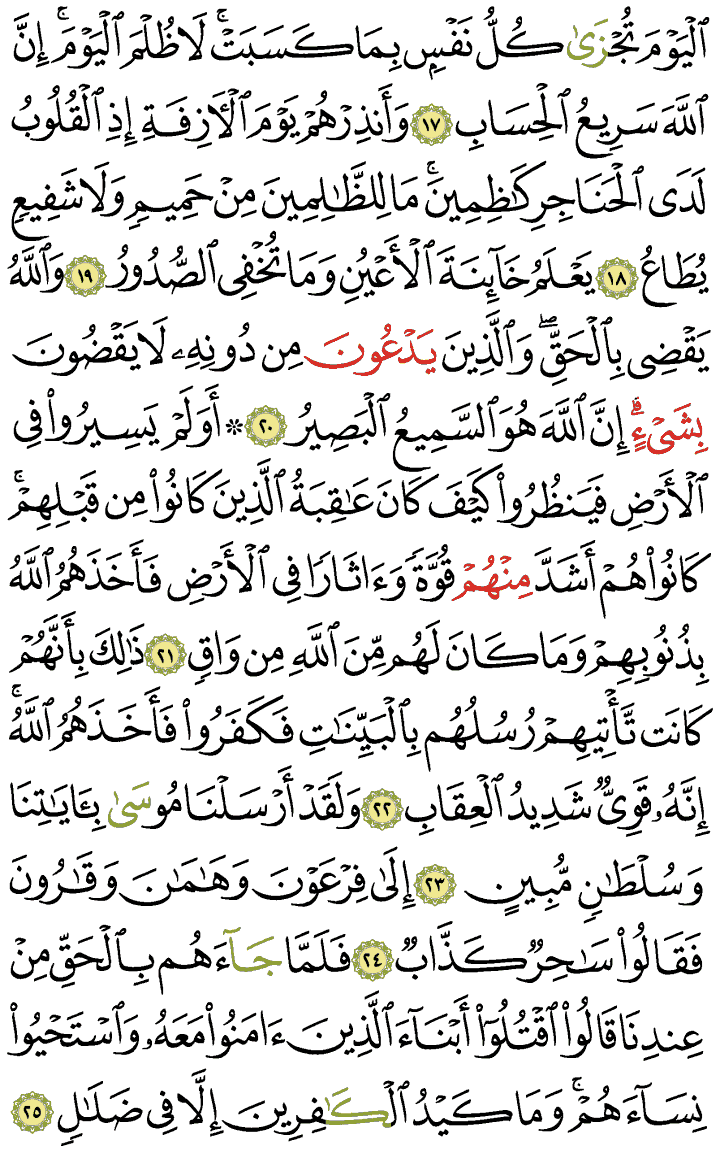 ٱلۡيَوۡمَ تُجۡزَىٰ كُلُّ نَفۡسِۭ بِمَا كَسَبَتۡۚ لَا ظُلۡمَ ٱلۡيَوۡمَۚ إِنَّ
ٱللَّهَ سَرِيعُ ٱلۡحِسَابِ ١٧ وَأَنذِرۡهُمۡ يَوۡمَ ٱلۡأٓزِفَةِ إِذِ ٱلۡقُلُوبُ
لَدَى ٱلۡحَنَاجِرِ كَٰظِمِينَۚ مَا لِلظَّٰلِمِينَ مِنۡ حَمِيمٖ وَلَا شَفِيعٖ
يُطَاعُ ١٨ يَعۡلَمُ خَآئِنَةَ ٱلۡأَعۡيُنِ وَمَا تُخۡفِي ٱلصُّدُورُ ١٩ وَٱللَّهُ
يَقۡضِي بِٱلۡحَقِّۖ وَٱلَّذِينَ يَدۡعُونَ مِن دُونِهِۦ لَا يَقۡضُونَ
بِشَيۡءٍۗ إِنَّ ٱللَّهَ هُوَ ٱلسَّمِيعُ ٱلۡبَصِيرُ ٢٠ * أَوَلَمۡ يَسِيرُواْ فِي
ٱلۡأَرۡضِ فَيَنظُرُواْ كَيۡفَ كَانَ عَٰقِبَةُ ٱلَّذِينَ كَانُواْ مِن قَبۡلِهِمۡۚ
كَانُواْ هُمۡ أَشَدَّ مِنۡهُمۡ قُوَّةٗ وَءَاثَارٗا فِي ٱلۡأَرۡضِ فَأَخَذَهُمُ ٱللَّهُ
بِذُنُوبِهِمۡ وَمَا كَانَ لَهُم مِّنَ ٱللَّهِ مِن وَاقٖ ٢١ ذَٰلِكَ بِأَنَّهُمۡ
كَانَت تَّأۡتِيهِمۡ رُسُلُهُم بِٱلۡبَيِّنَٰتِ فَكَفَرُواْ فَأَخَذَهُمُ ٱللَّهُۚ
إِنَّهُۥ قَوِيّٞ شَدِيدُ ٱلۡعِقَابِ ٢٢ وَلَقَدۡ أَرۡسَلۡنَا مُوسَىٰ بِـَٔايَٰتِنَا
وَسُلۡطَٰنٖ مُّبِينٍ ٢٣ إِلَىٰ فِرۡعَوۡنَ وَهَٰمَٰنَ وَقَٰرُونَ
فَقَالُواْ سَٰحِرٞ كَذَّابٞ ٢٤ فَلَمَّا جَآءَهُم بِٱلۡحَقِّ مِنۡ
عِندِنَا قَالُواْ ٱقۡتُلُوٓاْ أَبۡنَآءَ ٱلَّذِينَ ءَامَنُواْ مَعَهُۥ وَٱسۡتَحۡيُواْ
نِسَآءَهُمۡۚ وَمَا كَيۡدُ ٱلۡكَٰفِرِينَ إِلَّا فِي ضَلَٰلٖ ٢٥